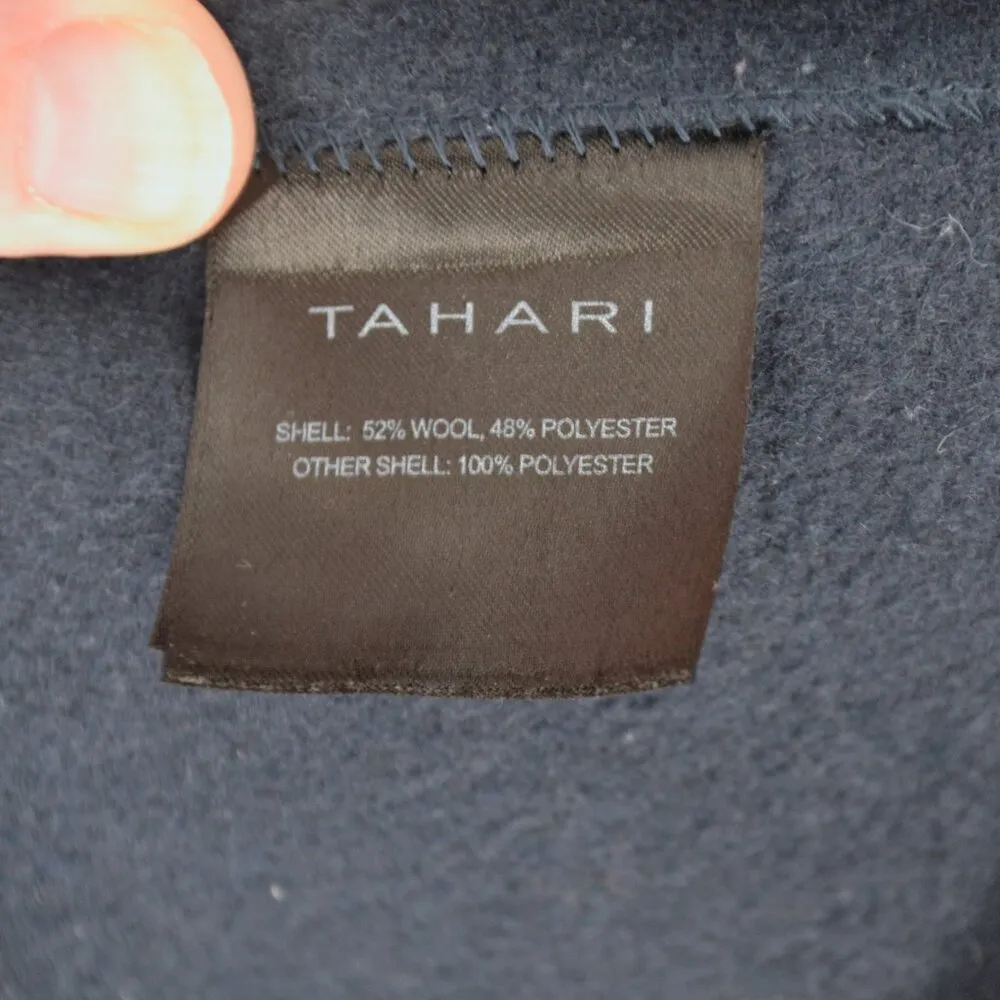 TAHARI
SHELL: 52% WOOL, 48% POLYESTER
OTHER SHELL: 100% POLYESTER